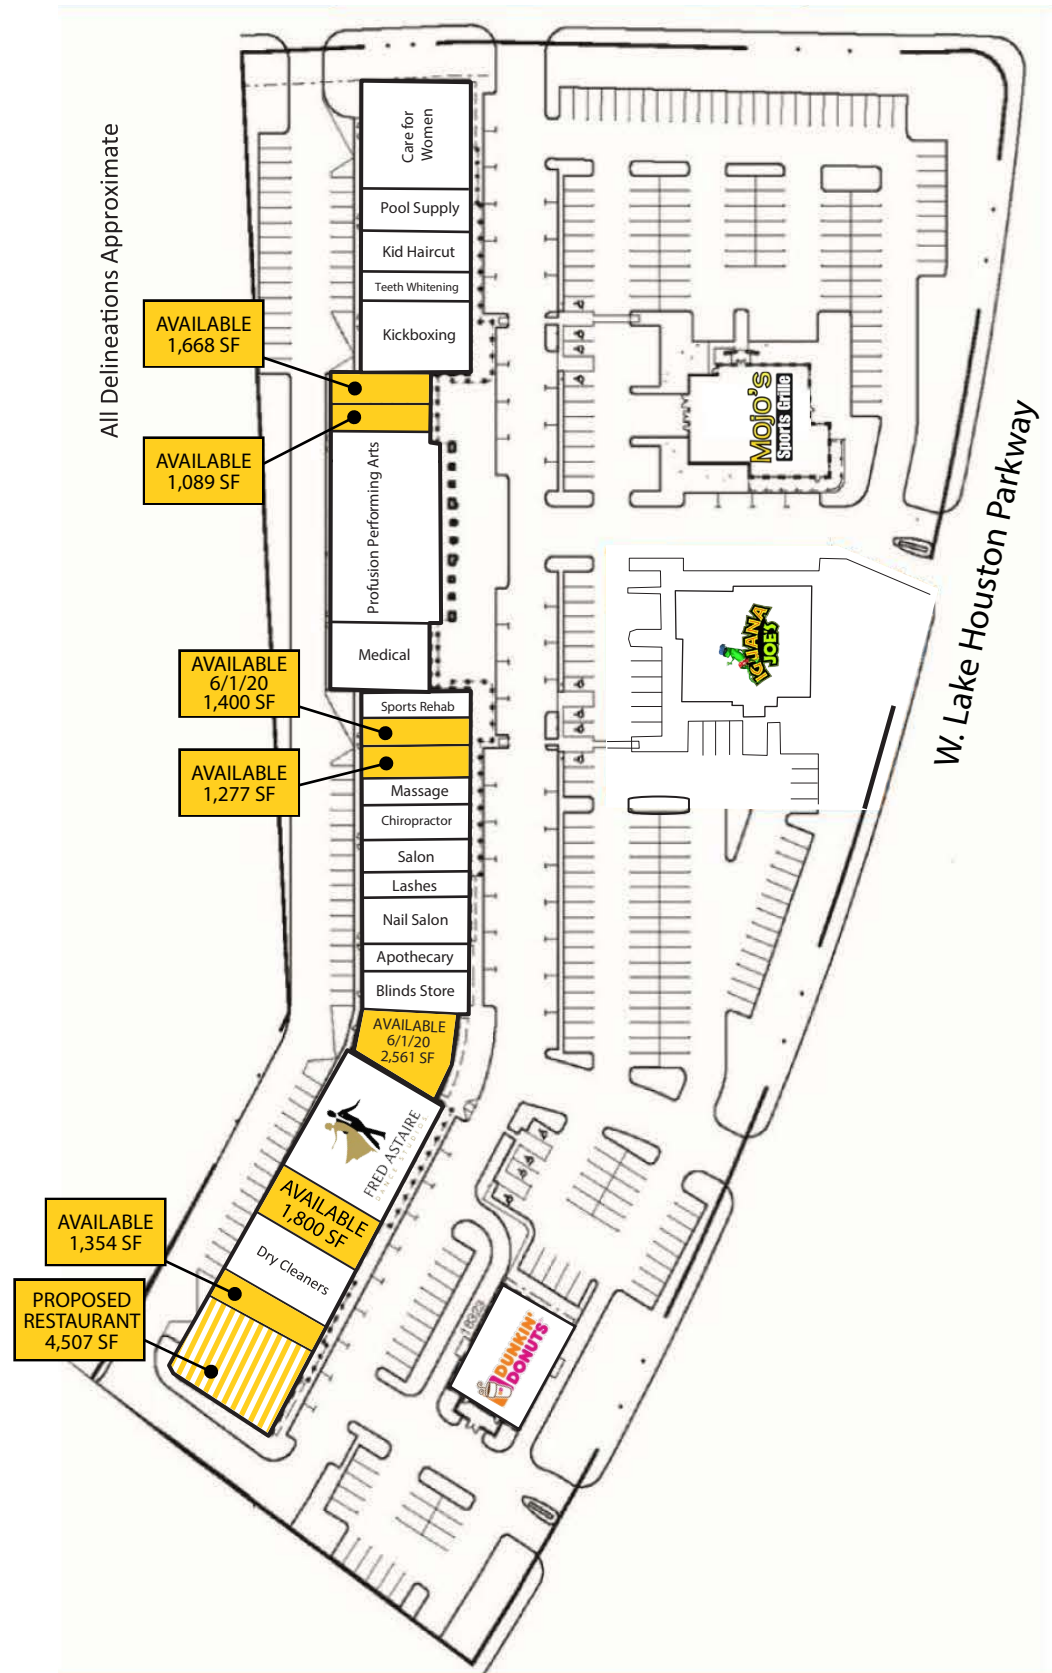 All Delineations Approximate
Care for
Women
Pool Supply
Kid Haircut
Teeth Whitening
Kickboxing
AVAILABLE
1,668 SF
AVAILABLE
1,089 SF
Profusion Performing Arts
Medical
AVAILABLE
6/1/20
1,400 SF
Sports Rehab
AVAILABLE
1,277 SF
Massage
Chiropractor
Salon
Lashes
Nail Salon
Apothecary
Blinds Store
AVAILABLE
6/1/20
2,561 SF
FRED ASTAIRE
DANCE STUDIOS
AVAILABLE
1,800 SF
Dry Cleaners
AVAILABLE
1,354 SF
PROPOSED
RESTAURANT
4,507 SF
Mojo's
Sports Grille
IGUANA
JOE'S
W. Lake Houston Parkway
18323
DUNKIN'
DONUTS